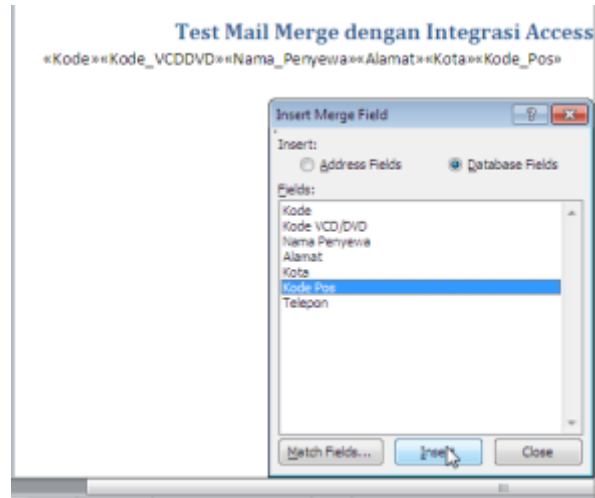 Test Mail Merge dengan Integrasi Access
«Kode»«Kode_VCDDVD»«Nama_Penyewa»«Alamat»«Kota»«Kode_Pos»
Insert Merge Field
Insert:
Address Fields Database Fields
Fields:
Kode
Kode VCD/DVD
Nama Penyewa
Alamat
Kota
Kode Pos
Telepon
Match Fields... Insert Close